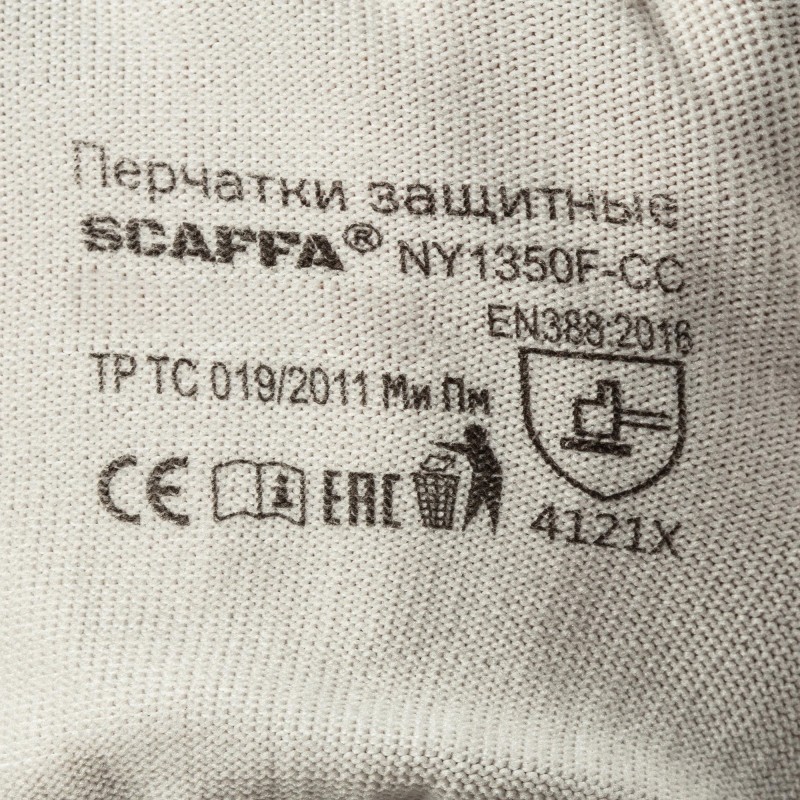 Перчатки защитные
SCAFFA® NY1350F-CC
EN388:2016
ТР ТС 019/2011 Ми Пм
CE i EAC
4121X